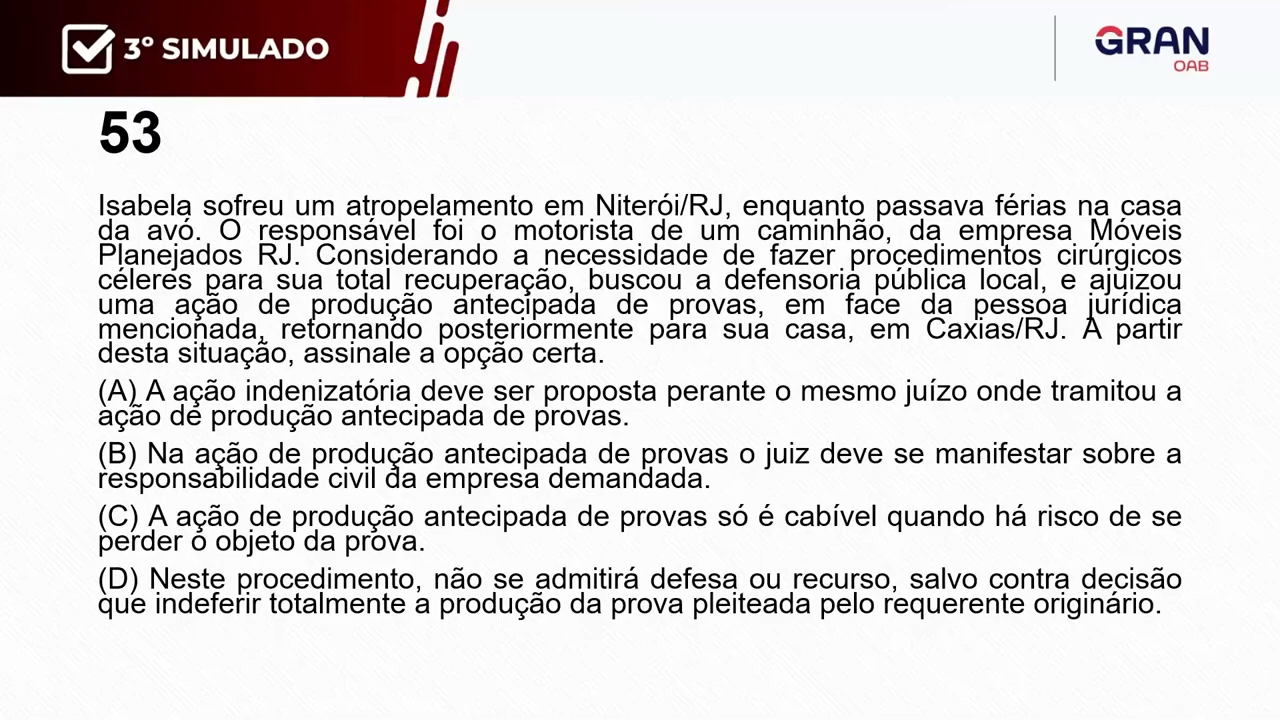 3º SIMULADO
GRAN
OAB
53
Isabela sofreu um atropelamento em Niterói/RJ, enquanto passava férias na casa
da avó. O responsável foi o motorista de um caminhão, da empresa Móveis
Planejados RJ. Considerando a necessidade de fazer procedimentos cirúrgicos
céleres para sua total recuperação, buscou a defensoria pública local, e ajuizou
uma ação de produção antecipada de provas, em face da pessoa jurídica
mencionada, retornando posteriormente para sua casa, em Caxias/RJ. A partir
desta situação, assinale a opção certa.
(A) A ação indenizatória deve ser proposta perante o mesmo juízo onde tramitou a
ação de produção antecipada de provas.
(B) Na ação de produção antecipada de provas o juiz deve se manifestar sobre a
responsabilidade civil da empresa demandada.
(C) A ação de produção antecipada de provas só é cabível quando há risco de se
perder o objeto da prova.
(D) Neste procedimento, não se admitirá defesa ou recurso, salvo contra decisão
que indeferir totalmente a produção da prova pleiteada pelo requerente originário.